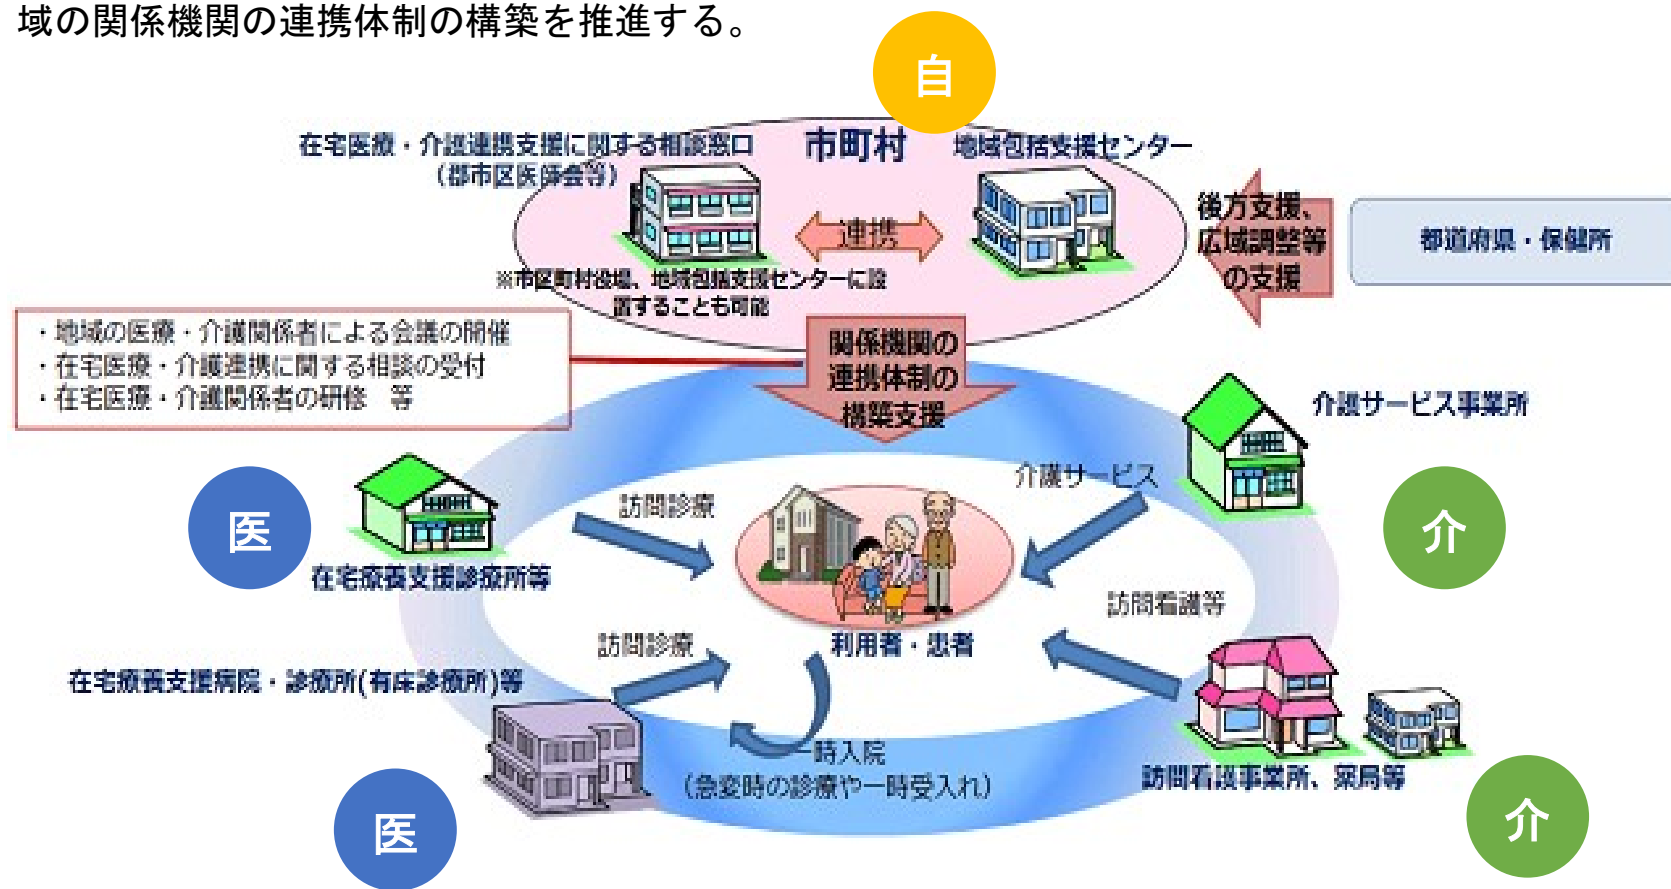 域の関係機関の連携体制の構築を推進する。
自
在宅医療・介護連携支援に関する相談窓口
(郡市区医師会等)
市町村
地域包括支援センター
連携
※市区町村役場、地域包括支援センターに設
置することも可能
後方支援、
広域調整等
の支援
都道府県・保健所
・地域の医療・介護関係者による会議の開催
・在宅医療・介護連携に関する相談の受付
・在宅医療・介護関係者の研修 等
関係機関の
連携体制の
構築支援
介護サービス事業所
介護サービス
訪問診療
医
介
在宅療養支援診療所等
訪問看護等
利用者・患者
訪問診療
在宅療養支援病院・診療所(有床診療所)等
一時入院
(急変時の診療や一時受入れ)
訪問看護事業所、薬局等
医
介